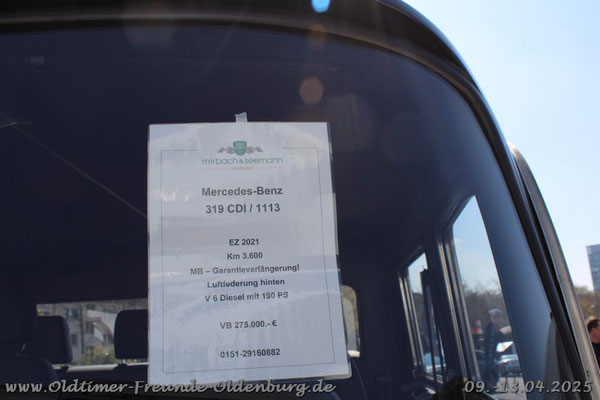 mirbach&seemann
Mercedes-Benz
319 CDI / 1113
EZ 2021
Km 3.600
MB – Garantieverlängerung!
Luftfederung hinten
V 6 Diesel mit 190 PS
VB 275.000.- €
0151-29160882
www.Oldtimer-Freunde-Oldenburg.de
09.-13.04.2025